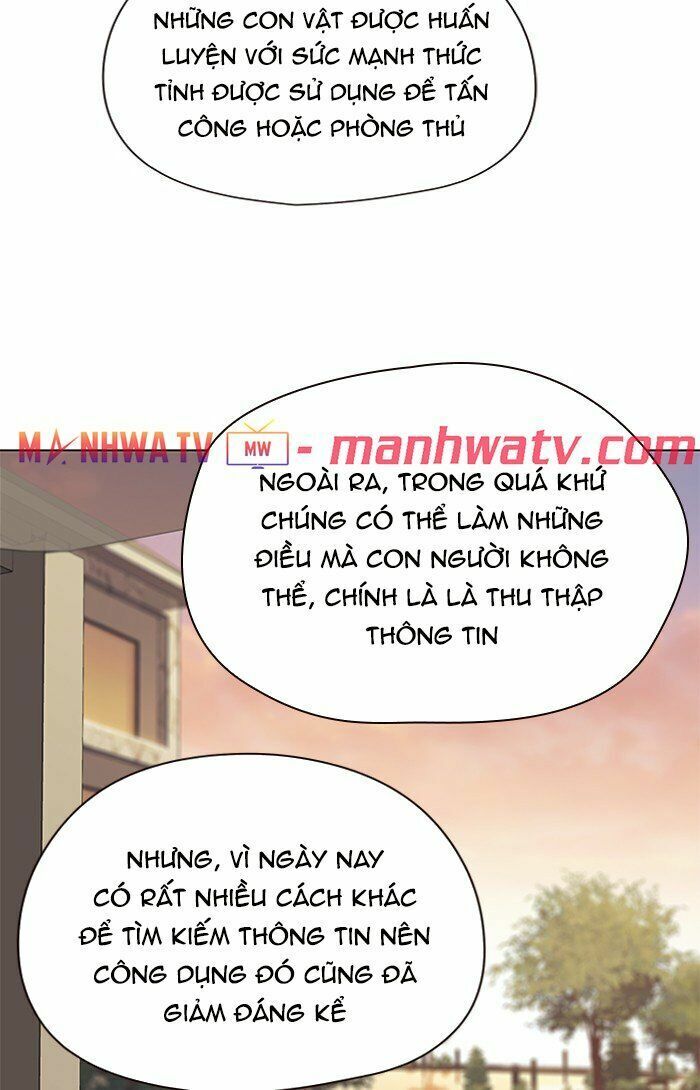 NHỮNG CON VẬT ĐƯỢC HUẤN
LUYỆN VỚI SỨC MẠNH THỨC
TỈNH ĐƯỢC SỬ DỤNG ĐỂ TẤN
CÔNG HOẶC PHÒNG THỦ
MANHWA TV MW - manhwatv.com
NGOÀI RA, TRONG QUÁ KHỨ
CHÚNG CÓ THỂ LÀM NHỮNG
ĐIỀU MÀ CON NGƯỜI KHÔNG
THỂ, CHÍNH LÀ LÀ THU THẬP
THÔNG TIN
NHƯNG, VÌ NGÀY NAY
CÓ RẤT NHIỀU CÁCH KHÁC
ĐỂ TÌM KIẾM THÔNG TIN NÊN
CÔNG DỤNG ĐÓ CŨNG ĐÃ
GIẢM ĐÁNG KỂ